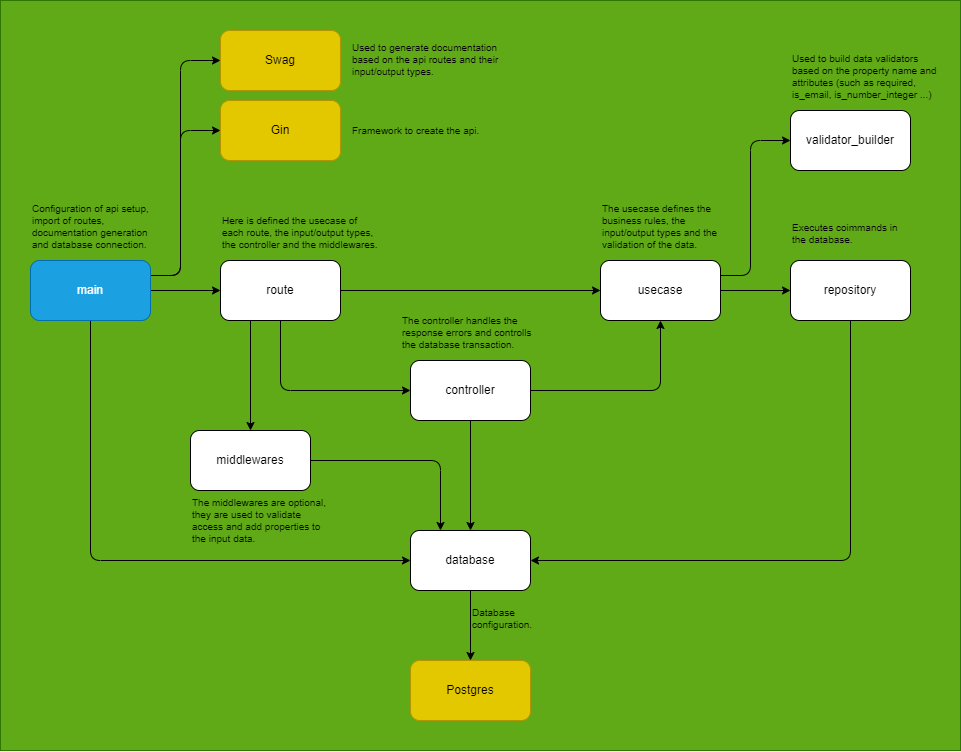 Swag
Used to generate documentation
based on the api routes and their
input/output types.
Gin
Framework to create the api.
Used to build data validators
based on the property name and
attributes (such as required,
is_email, is_number_integer ...)
validator_builder
Configuration of api setup,
import of routes,
documentation generation
and database connection.
main
Here is defined the usecase of
each route, the input/output types,
the controller and the middlewares.
route
The usecase defines the
business rules, the
input/output types and the
validation of the data.
usecase
Executes coimmands in
the database.
repository
The controller handles the
response errors and controlls
the database transaction.
controller
middlewares
The middlewares are optional,
they are used to validate
access and add properties to
the input data.
database
Database
configuration.
Postgres